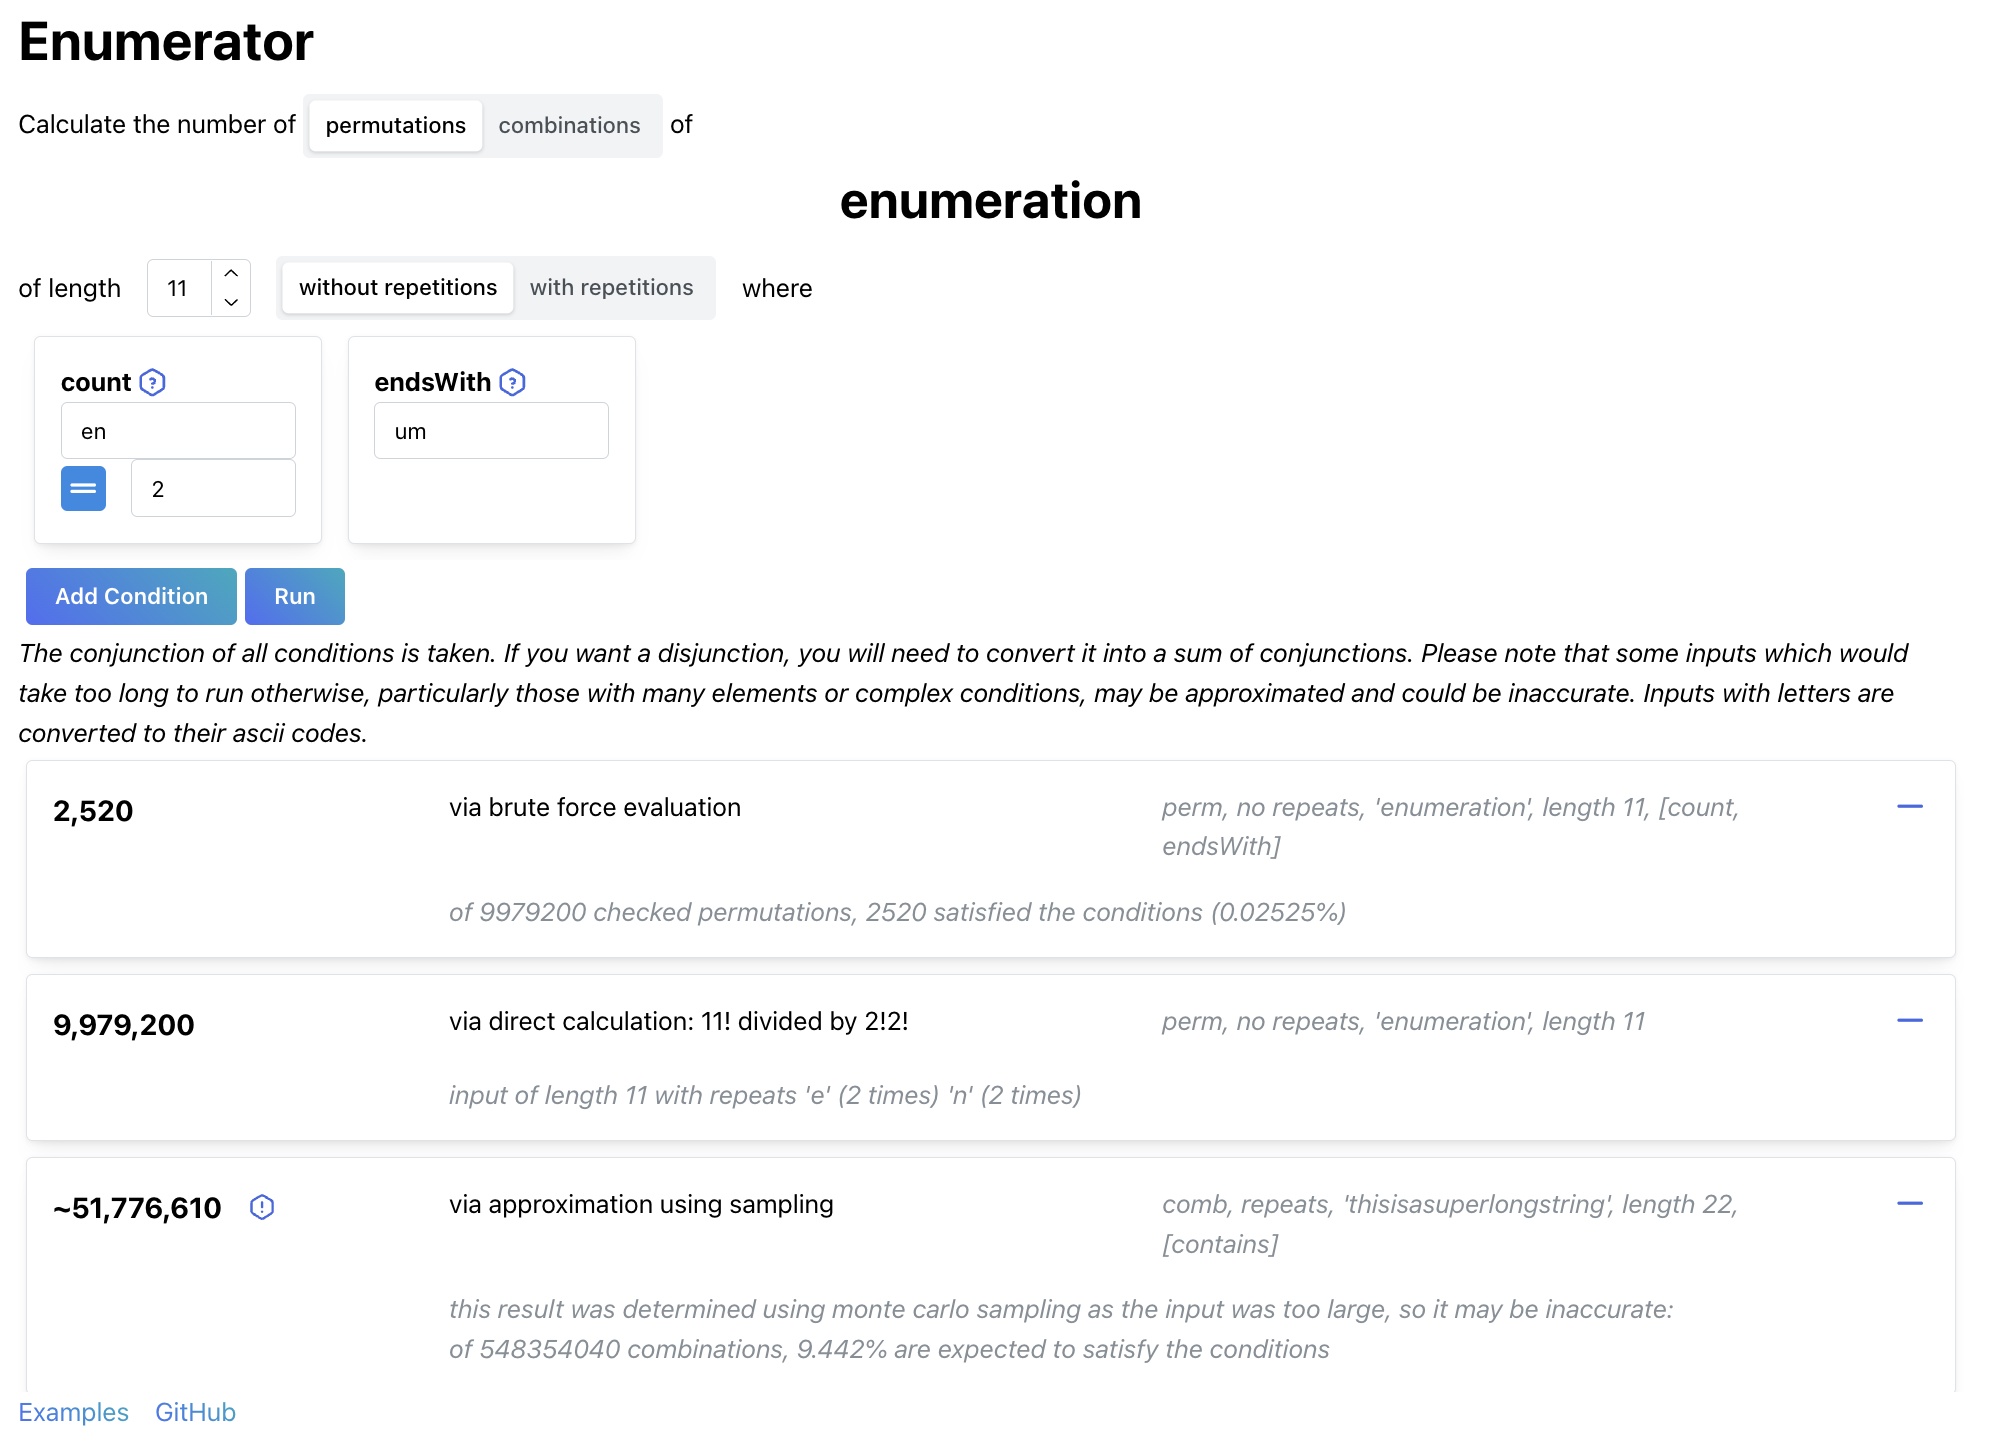 Enumerator
Calculate the number of permutations combinations of
enumeration
of length 11 without repetitions with repetitions where
count ? endsWith ?
en um
= 2
Add Condition Run
The conjunction of all conditions is taken. If you want a disjunction, you will need to convert it into a sum of conjunctions. Please note that some inputs which would
take too long to run otherwise, particularly those with many elements or complex conditions, may be approximated and could be inaccurate. Inputs with letters are
converted to their ascii codes.
2,520 via brute force evaluation perm, no repeats, 'enumeration', length 11, [count,
endsWith]
of 9979200 checked permutations, 2520 satisfied the conditions (0.02525%)
9,979,200 via direct calculation: 11! divided by 2!2! perm, no repeats, 'enumeration', length 11
input of length 11 with repeats 'e' (2 times) 'n' (2 times)
~51,776,610 ! via approximation using sampling comb, repeats, 'thisisasuperlongstring', length 22,
[contains]
this result was determined using monte carlo sampling as the input was too large, so it may be inaccurate:
of 548354040 combinations, 9.442% are expected to satisfy the conditions
Examples GitHub